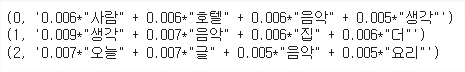 (0, '0.006*"사람" + 0.006*"호텔" + 0.006*"음악" + 0.005*"생각"')
(1, '0.009*"생각" + 0.007*"음악" + 0.006*"집" + 0.006*"더"')
(2, '0.007*"오늘" + 0.007*"글" + 0.005*"음악" + 0.005*"요리"')